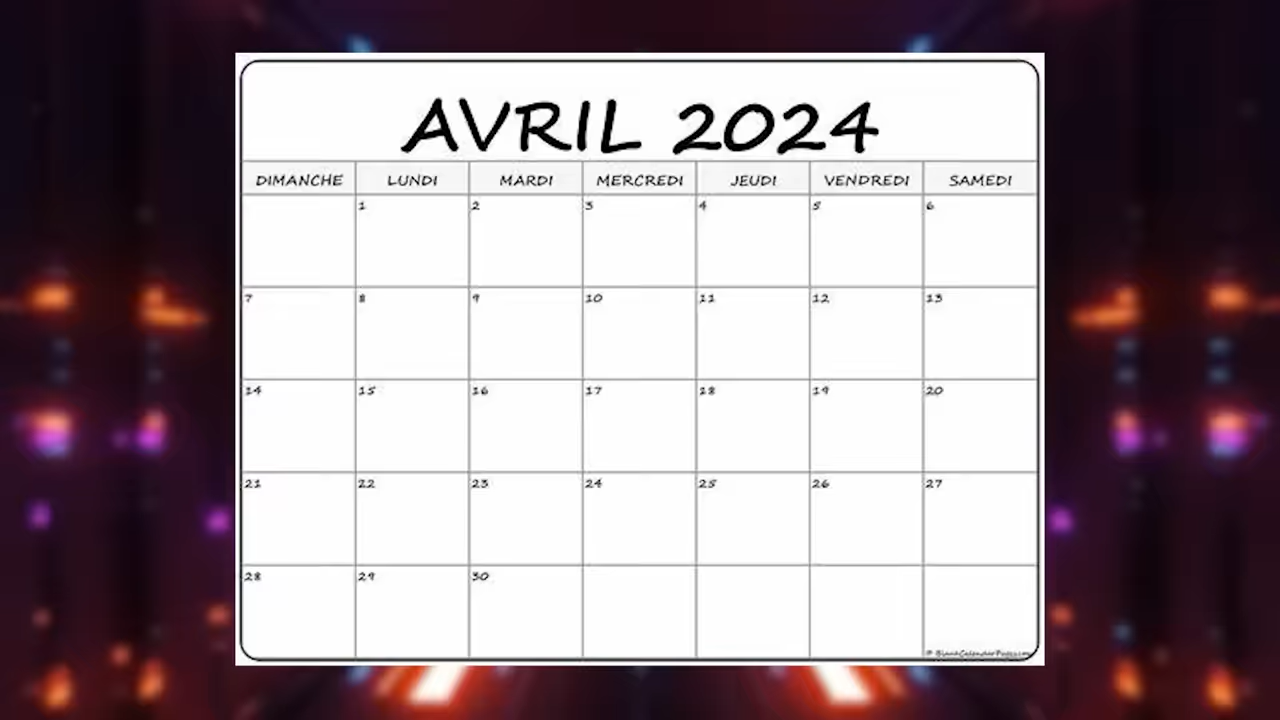 AVRIL 2024
DIMANCHE LUNDI MARDI MERCREDI JEUDI VENDREDI SAMEDI
1 2 3 4 5 6
7 8 9 10 11 12 13
14 15 16 17 18 19 20
21 22 23 24 25 26 27
28 29 30
© BlankCalendarPages.com